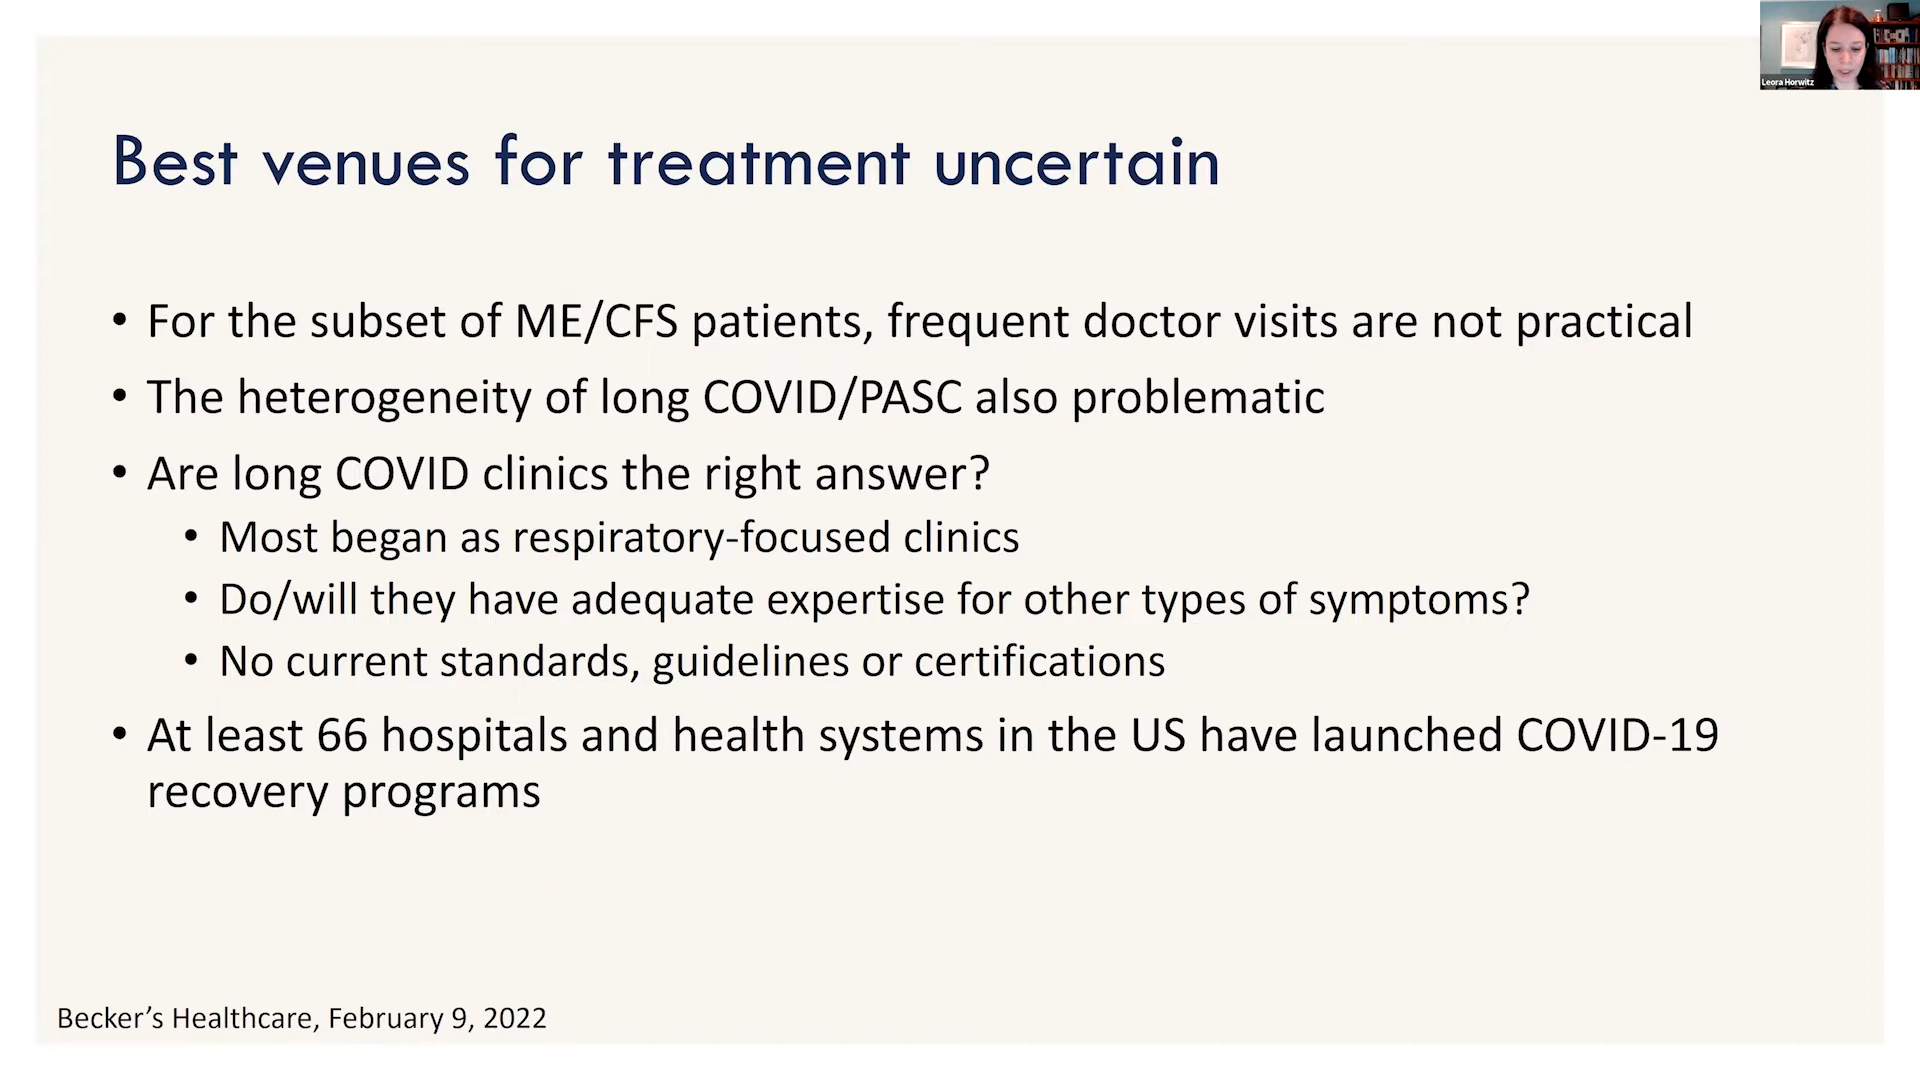 Leora Horwitz
Best venues for treatment uncertain
• For the subset of ME/CFS patients, frequent doctor visits are not practical
• The heterogeneity of long COVID/PASC also problematic
• Are long COVID clinics the right answer?
• Most began as respiratory-focused clinics
• Do/will they have adequate expertise for other types of symptoms?
• No current standards, guidelines or certifications
• At least 66 hospitals and health systems in the US have launched COVID-19
recovery programs
Becker’s Healthcare, February 9, 2022